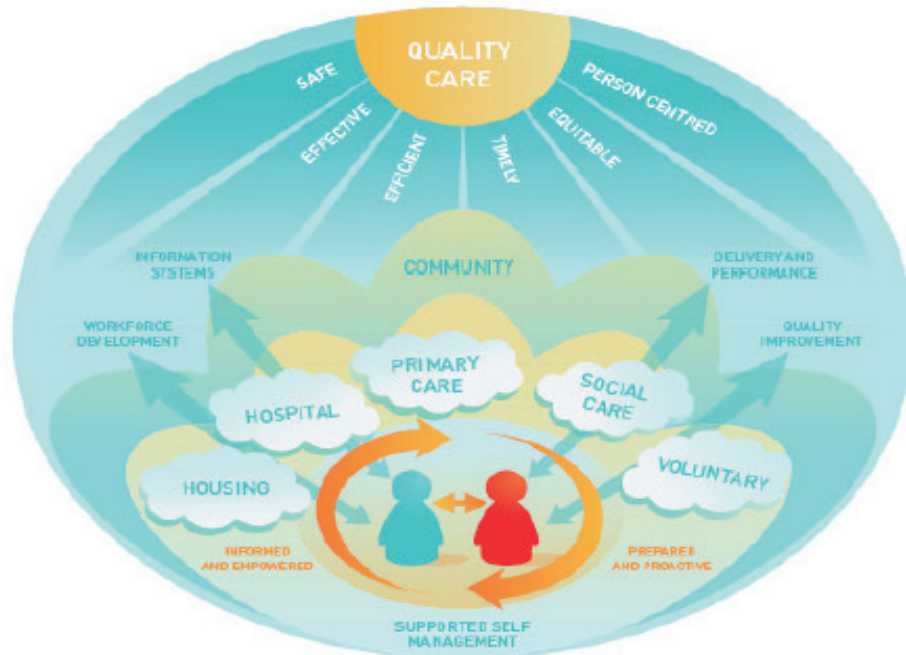 QUALITY
CARE
SAFE
EFFECTIVE
EFFICIENT
TIMELY
EQUITABLE
PERSON CENTRED
INFORMATION
SYSTEMS
COMMUNITY
DELIVERY AND
PERFORMANCE
WORKFORCE
DEVELOPMENT
QUALITY
IMPROVEMENT
PRIMARY
CARE
HOSPITAL
SOCIAL
CARE
HOUSING
VOLUNTARY
INFORMED
AND EMPOWERED
PREPARED
AND PROACTIVE
SUPPORTED SELF
MANAGEMENT